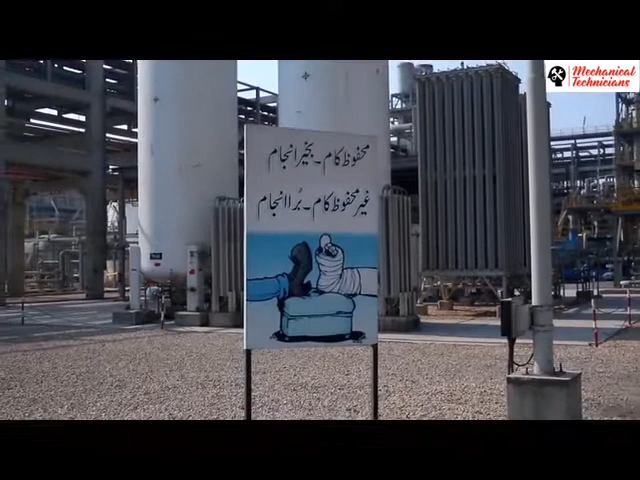 Mechanical
Technicians
محفوظ کام ۔ بخیر انجام
غیر محفوظ کام ۔ بُرا انجام